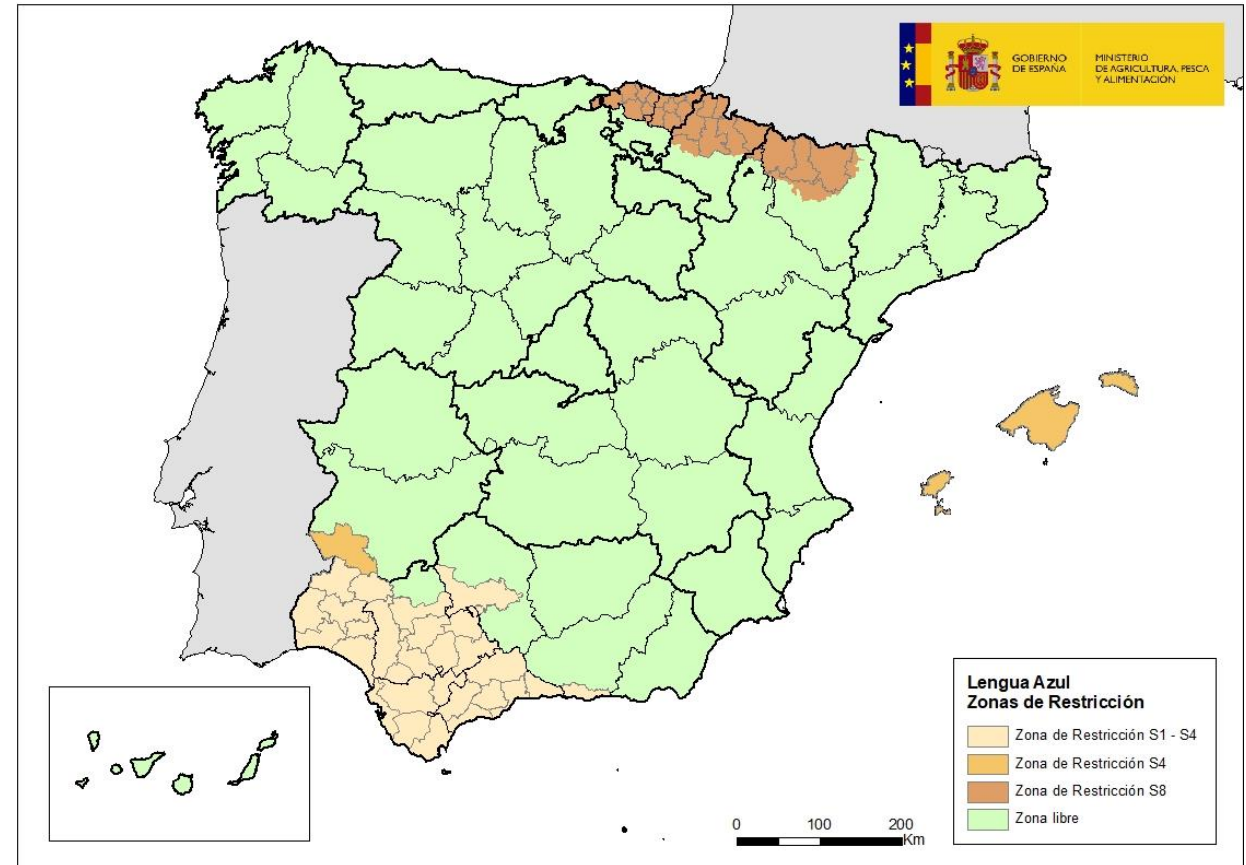 GOBIERNO
DE ESPAÑA
MINISTERIO
DE AGRICULTURA, PESCA
Y ALIMENTACIÓN
Lengua Azul
Zonas de Restricción
Zona de Restricción S1 - S4
Zona de Restricción S4
Zona de Restricción S8
Zona libre
0 100 200
Km